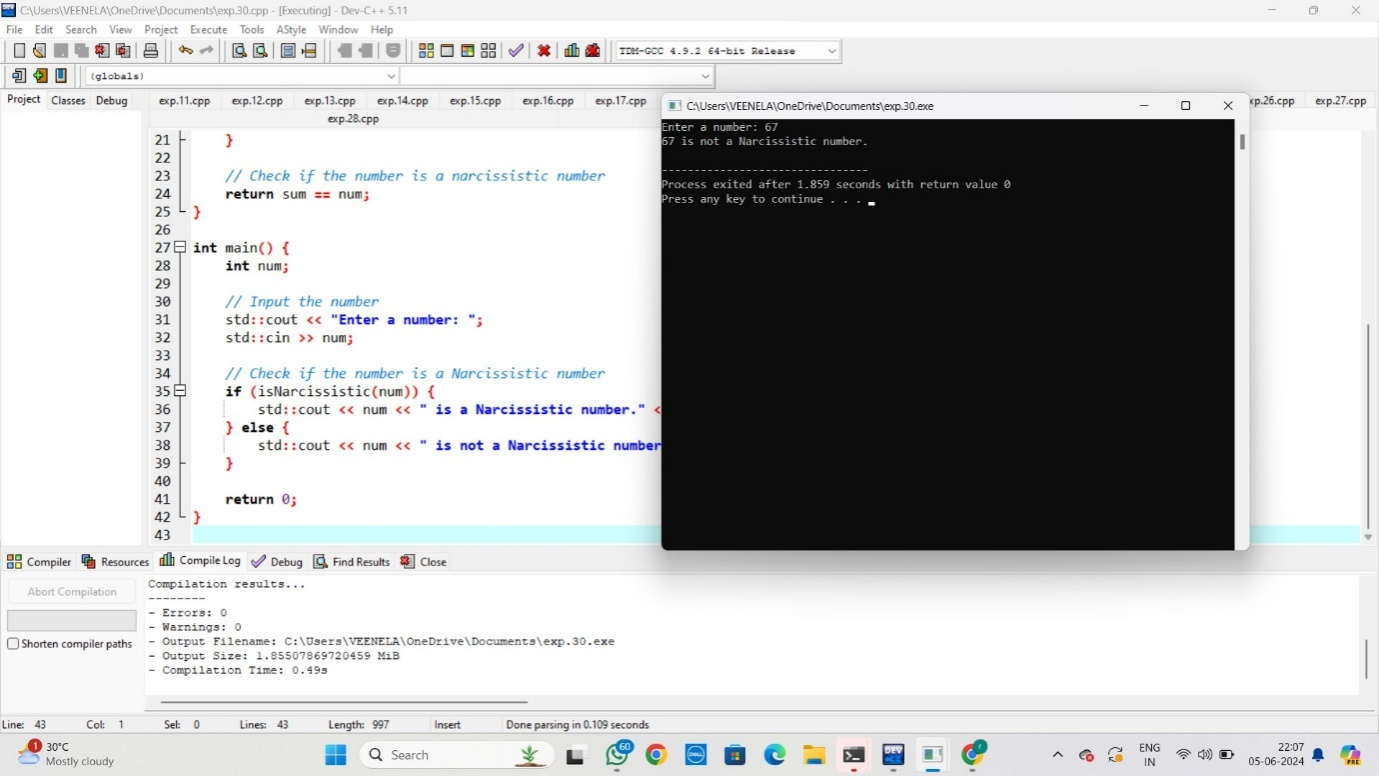 C:\Users\VEENELA\OneDrive\Documents\exp.30.cpp - [Executing] - Dev-C++ 5.11
File Edit Search View Project Execute Tools AStyle Window Help
TDM-GCC 4.9.2 64-bit Release
(globals)
Project Classes Debug
exp.11.cpp exp.12.cpp exp.13.cpp exp.14.cpp exp.15.cpp exp.16.cpp exp.17.cpp xp.26.cpp exp.27.cpp
exp.28.cpp
21 }
22
23 // Check if the number is a narcissistic number
24 return sum == num;
25 }
26
27 int main() {
28 int num;
29
30 // Input the number
31 std::cout << "Enter a number: ";
32 std::cin >> num;
33
34 // Check if the number is a Narcissistic number
35 if (isNarcissistic(num)) {
36 std::cout << num << " is a Narcissistic number." <
37 } else {
38 std::cout << num << " is not a Narcissistic number
39 }
40
41 return 0;
42 }
43
C:\Users\VEENELA\OneDrive\Documents\exp.30.exe
Enter a number: 67
67 is not a Narcissistic number.
--------------------------------
Process exited after 1.859 seconds with return value 0
Press any key to continue . . .
Compiler Resources Compile Log Debug Find Results Close
Abort Compilation
Shorten compiler paths
Compilation results...
--------
- Errors: 0
- Warnings: 0
- Output Filename: C:\Users\VEENELA\OneDrive\Documents\exp.30.exe
- Output Size: 1.85507869720459 MiB
- Compilation Time: 0.49s
Line: 43 Col: 1 Sel: 0 Lines: 43 Length: 997 Insert Done parsing in 0.109 seconds
1
30°C
Mostly cloudy
Search
60
DELL
DEV
ENG
IN
22:07
05-06-2024
PRE